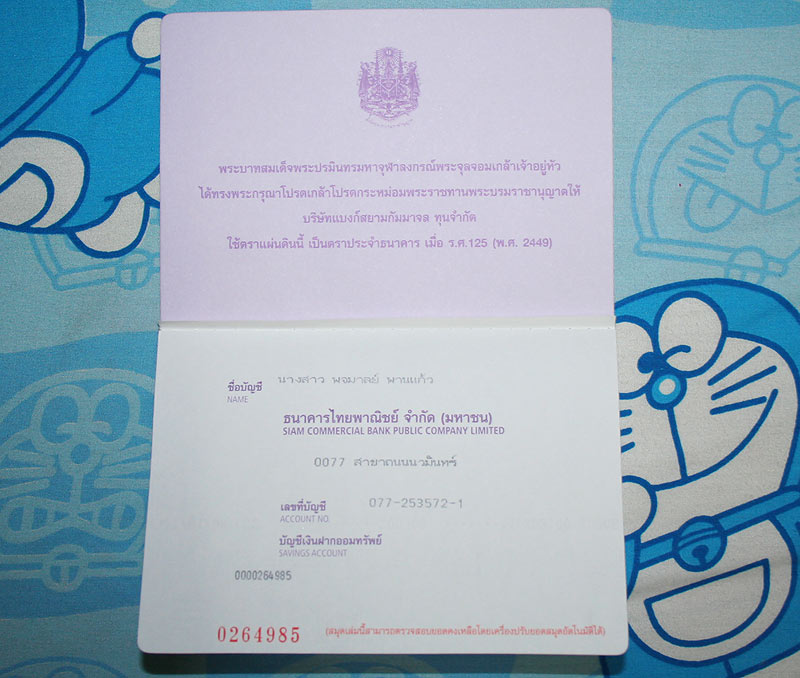 พระบาทสมเด็จพระปรมินทรมหาจุฬาลงกรณ์พระจุลจอมเกล้าเจ้าอยู่หัว
ได้ทรงพระกรุณาโปรดเกล้าโปรดกระหม่อมพระราชทานพระบรมราชานุญาตให้
บริษัทแบงก์สยามกัมมาจล ทุนจำกัด
ใช้ตราแผ่นดินนี้ เป็นตราประจำธนาคาร เมื่อ ร.ศ.125 (พ.ศ. 2449)
ชื่อบัญชี นางสาว พจมาลย์ พานแก้ว
NAME
ธนาคารไทยพาณิชย์ จำกัด (มหาชน)
SIAM COMMERCIAL BANK PUBLIC COMPANY LIMITED
0077 สาขาถนนนวมินทร์
เลขที่บัญชี 077-253572-1
ACCOUNT NO.
บัญชีเงินฝากออมทรัพย์
SAVINGS ACCOUNT
0000264985
0264985 (สมุดเล่มนี้สามารถตรวจสอบยอดคงเหลือโดยเครื่องปรับยอดสมุดอัตโนมัติได้)